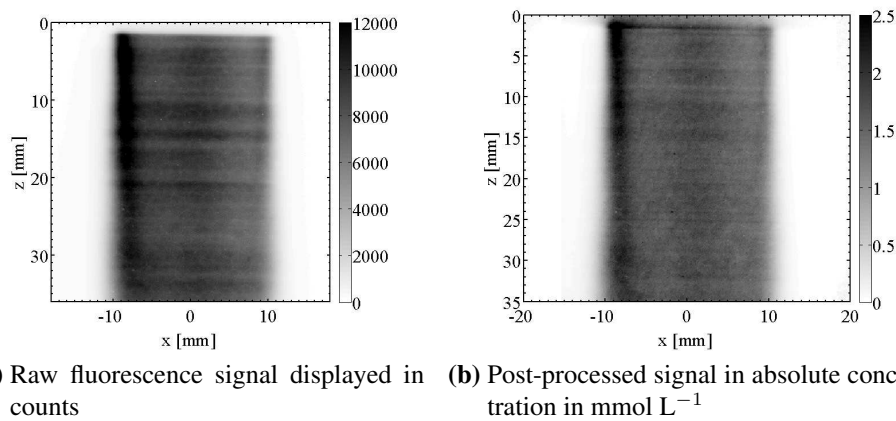 0
10
20
30
z [mm]
-10 0 10
x [mm]
12000
10000
8000
6000
4000
2000
0
0
5
10
15
20
25
30
35
z [mm]
-20 -10 0 10 20
x [mm]
2.5
2
1.5
1
0.5
0
) Raw fluorescence signal displayed in
counts
(b) Post-processed signal in absolute conc
tration in mmol L⁻¹